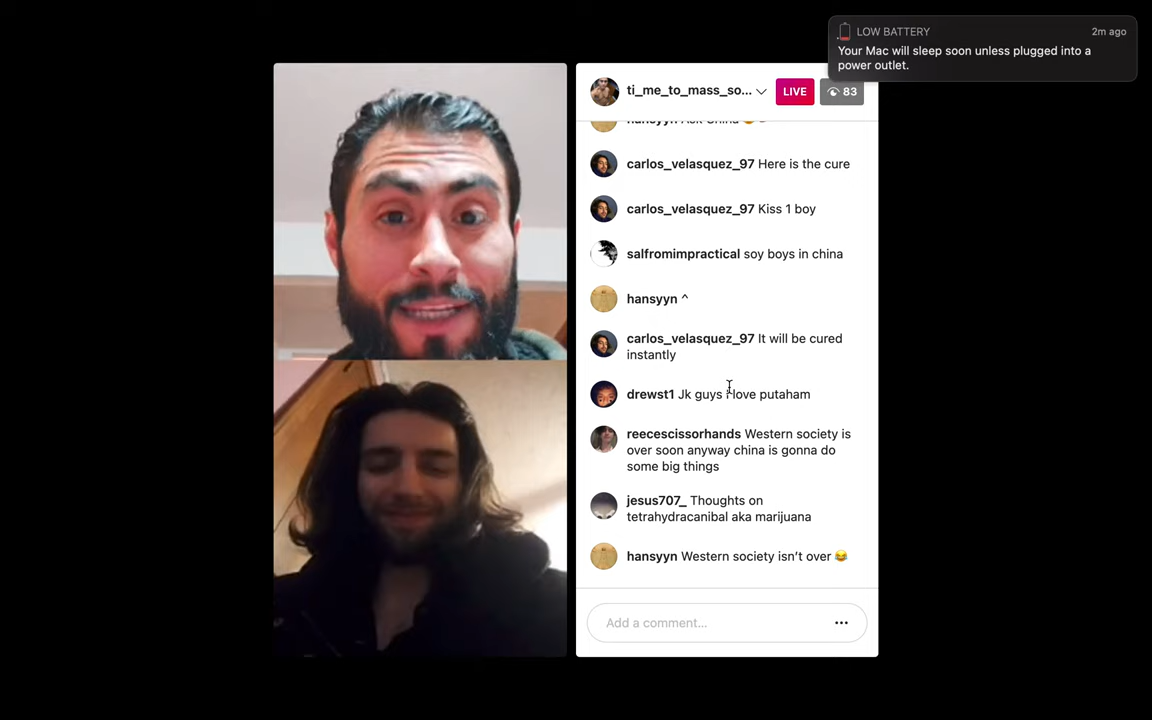 LOW BATTERY
2m ago
Your Mac will sleep soon unless plugged into a
power outlet.
ti_me_to_mass_so...
LIVE
83
hansyyn Ask China
carlos_velasquez_97 Here is the cure
carlos_velasquez_97 Kiss 1 boy
salfromimpractical soy boys in china
hansyyn ^
carlos_velasquez_97 It will be cured
instantly
drewst1 Jk guys i love putaham
reecescissorhands Western society is
over soon anyway china is gonna do
some big things
jesus707_ Thoughts on
tetrahydracanibal aka marijuana
hansyyn Western society isn’t over 😂
Add a comment...